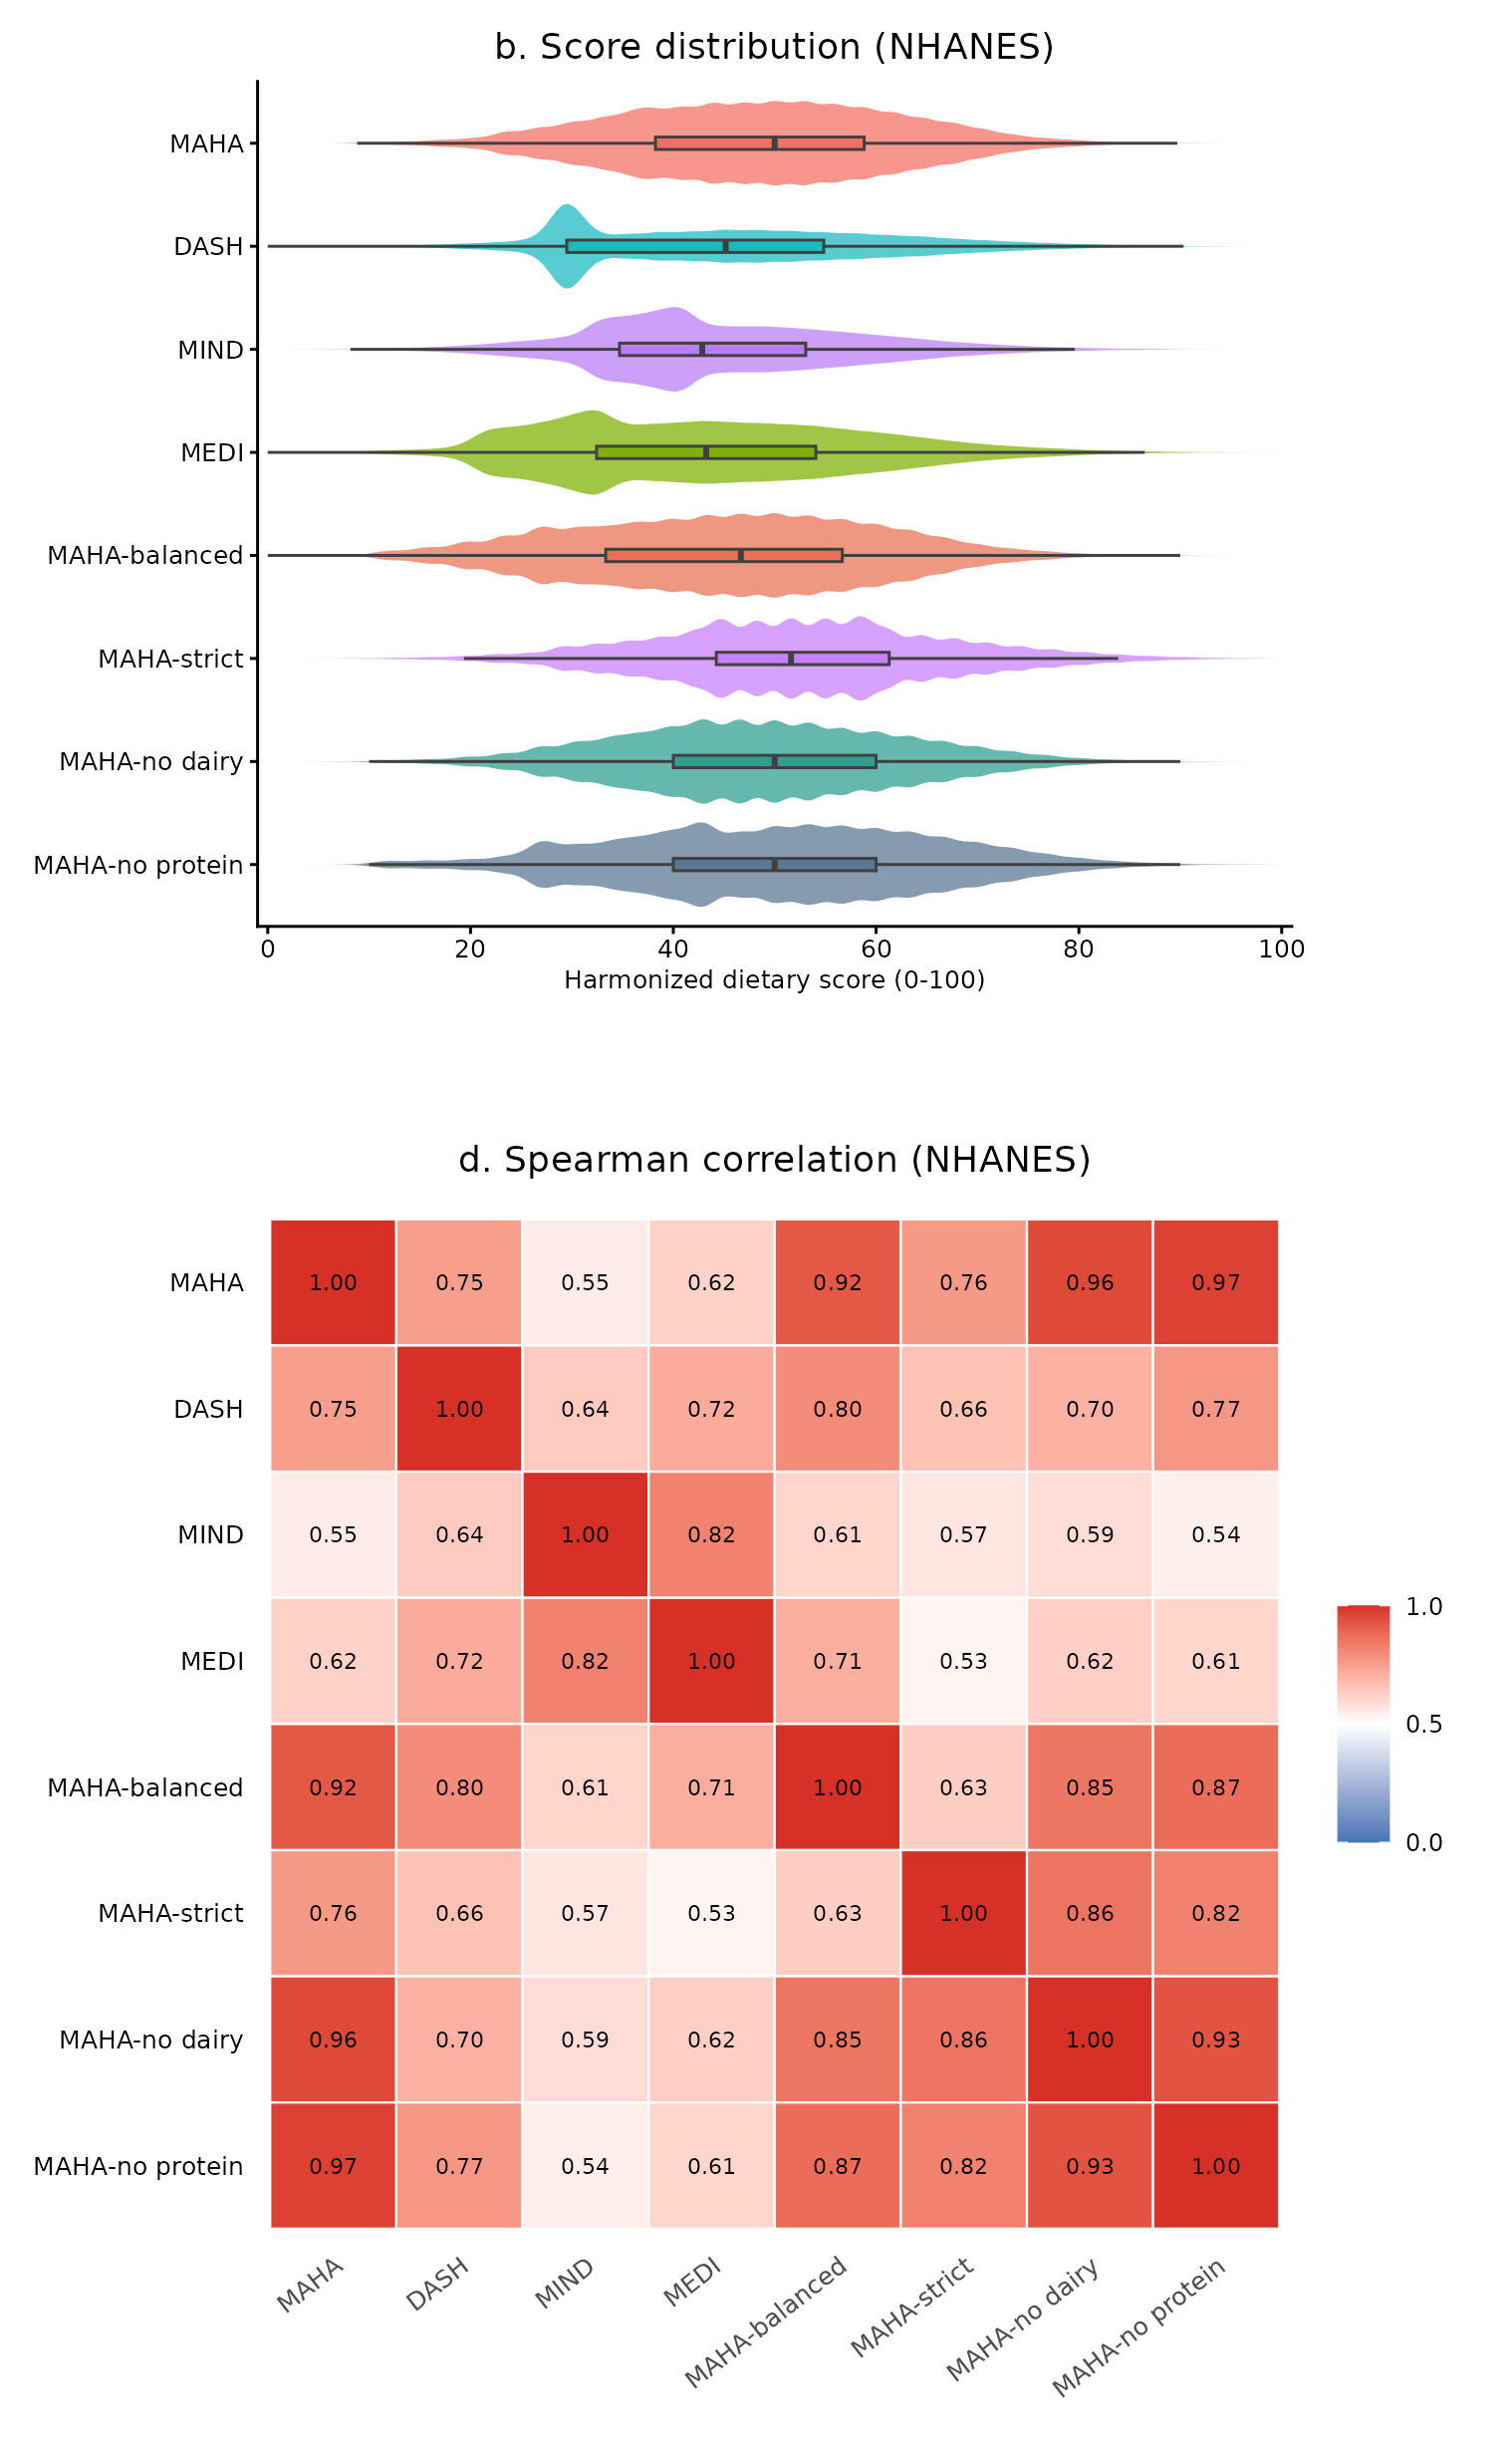 b. Score distribution (NHANES)
MAHA
DASH
MIND
MEDI
MAHA-balanced
MAHA-strict
MAHA-no dairy
MAHA-no protein
0 20 40 60 80 100
Harmonized dietary score (0-100)
d. Spearman correlation (NHANES)
MAHA 1.00 0.75 0.55 0.62 0.92 0.76 0.96 0.97
DASH 0.75 1.00 0.64 0.72 0.80 0.66 0.70 0.77
MIND 0.55 0.64 1.00 0.82 0.61 0.57 0.59 0.54
MEDI 0.62 0.72 0.82 1.00 0.71 0.53 0.62 0.61
MAHA-balanced 0.92 0.80 0.61 0.71 1.00 0.63 0.85 0.87
MAHA-strict 0.76 0.66 0.57 0.53 0.63 1.00 0.86 0.82
MAHA-no dairy 0.96 0.70 0.59 0.62 0.85 0.86 1.00 0.93
MAHA-no protein 0.97 0.77 0.54 0.61 0.87 0.82 0.93 1.00
MAHA DASH MIND MEDI MAHA-balanced MAHA-strict MAHA-no dairy MAHA-no protein
1.0
0.5
0.0